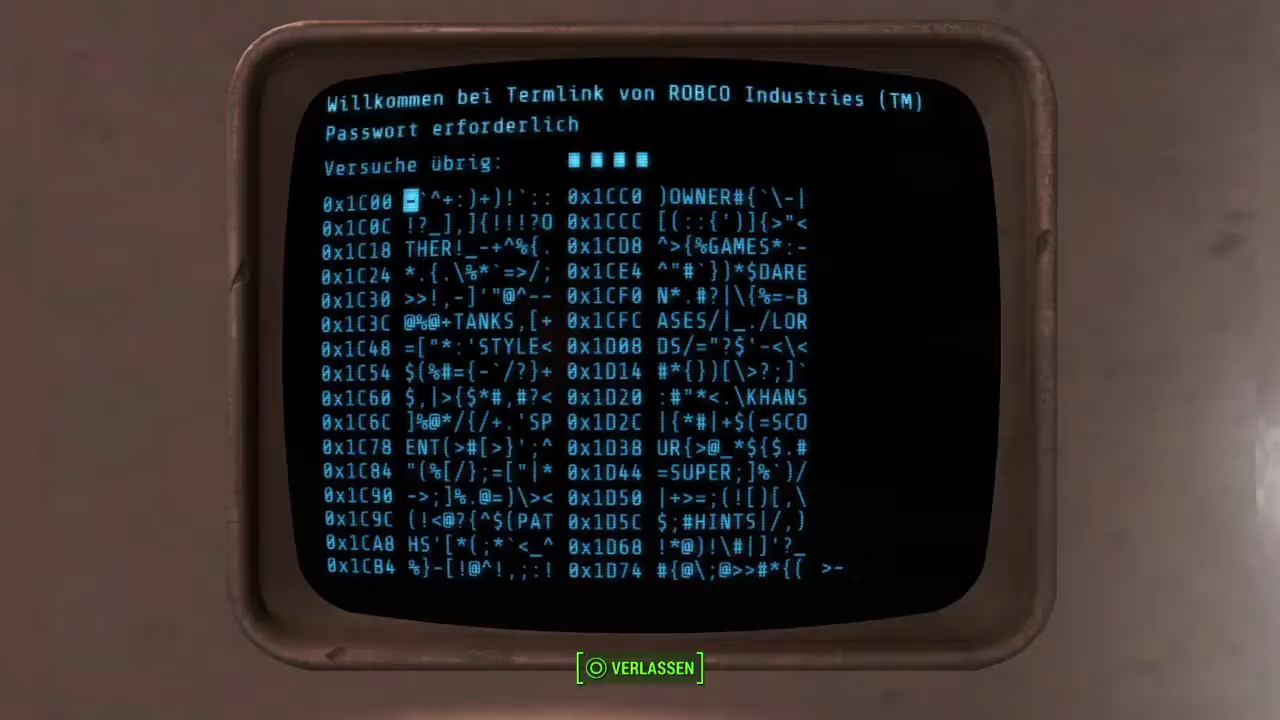 Willkommen bei Termlink von ROBCO Industries (TM)
Passwort erforderlich
Versuche übrig: ■ ■ ■ ■
0x1C00 -`^+:)+)!`:: 0x1CC0 )OWNER#{`\-|
0x1C0C !?_],]{!!!?O 0x1CCC [(::{')]{>"<
0x1C18 THER!_-+^%{. 0x1CD8 ^>{%GAMES*:-
0x1C24 *.{.\%*`=>/; 0x1CE4 ^"#`})*$DARE
0x1C30 >>!,-]'"@^-- 0x1CF0 N*.#?|\{%=-B
0x1C3C @%@+TANKS,[+ 0x1CFC ASES/|_./LOR
0x1C48 =["*:'STYLE< 0x1D08 DS/="?$'-<\<
0x1C54 $(%#={-`/?}+ 0x1D14 #*{})[\>?;]`
0x1C60 $,|>{$*#,#?< 0x1D20 :#"*<.\KHANS
0x1C6C ]%@*/{/+.'SP 0x1D2C |{*#|+$(=SCO
0x1C78 ENT(>#[>}';^ 0x1D38 UR{>@_*${$.#
0x1C84 "(%[/};=["|* 0x1D44 =SUPER;]%`)/
0x1C90 ->;]%.@=)\>< 0x1D50 |+>=;(![)[,\
0x1C9C (!<@?{^$(PAT 0x1D5C $;#HINTS|/,)
0x1CA8 HS'[*(;*`<_^ 0x1D68 !*@)!\#|]'?_
0x1CB4 %}-[!@^!,;:! 0x1D74 #{@\;@>>#*{( >-
[◎ VERLASSEN]